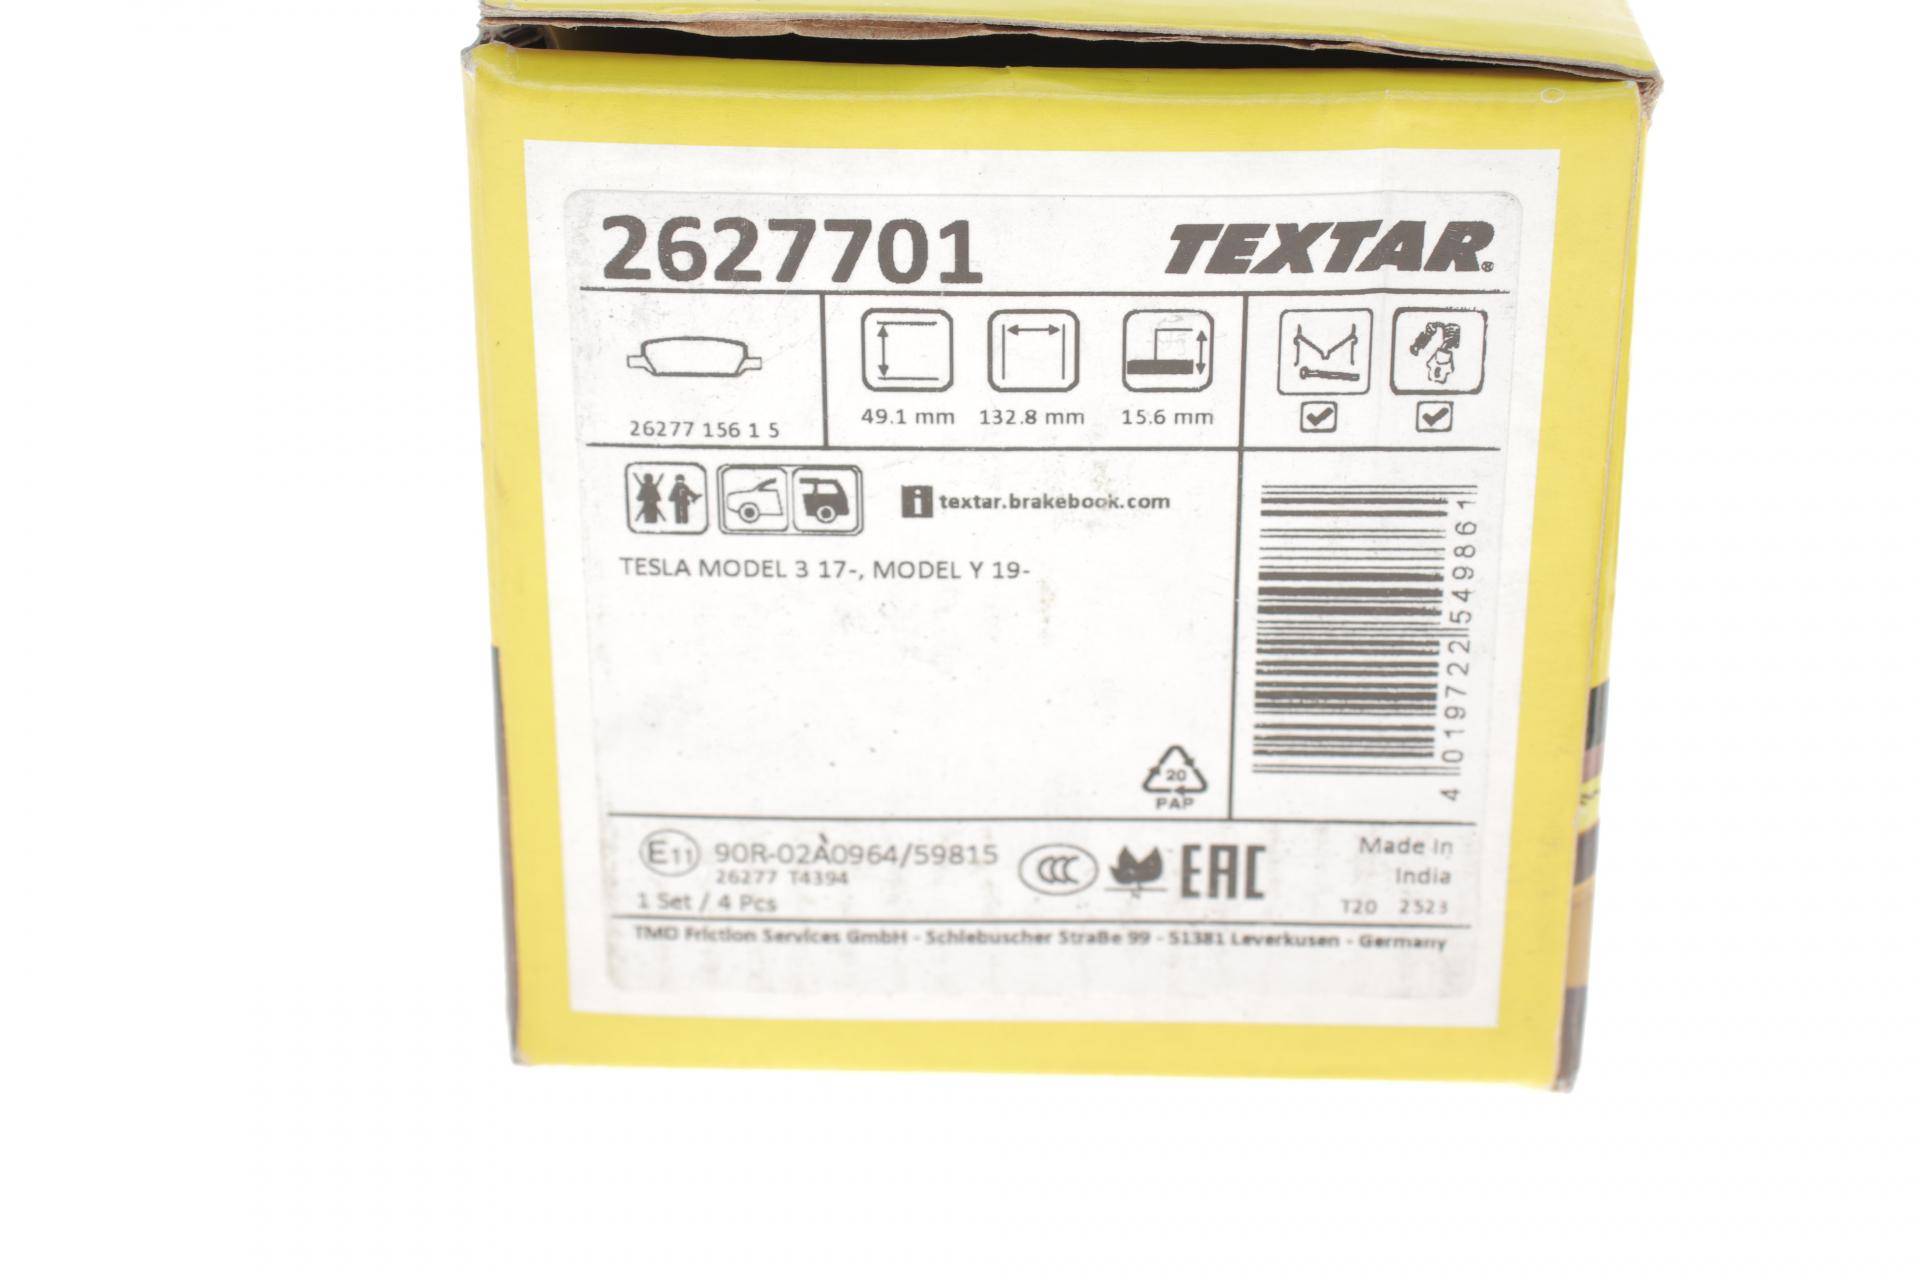 2627701
TEXTAR®
26277 156 1 5
49.1 mm 132.8 mm 15.6 mm
i textar.brakebook.com
TESLA MODEL 3 17-, MODEL Y 19-
4 019722 549861
20
PAP
E11 90R-02A0964/59815
26277 T4394
1 Set / 4 Pcs
CCC
EAC
Made in
India
T20 2523
TMD Friction Services GmbH - Schlebuscher Straße 99 - 51381 Leverkusen - Germany